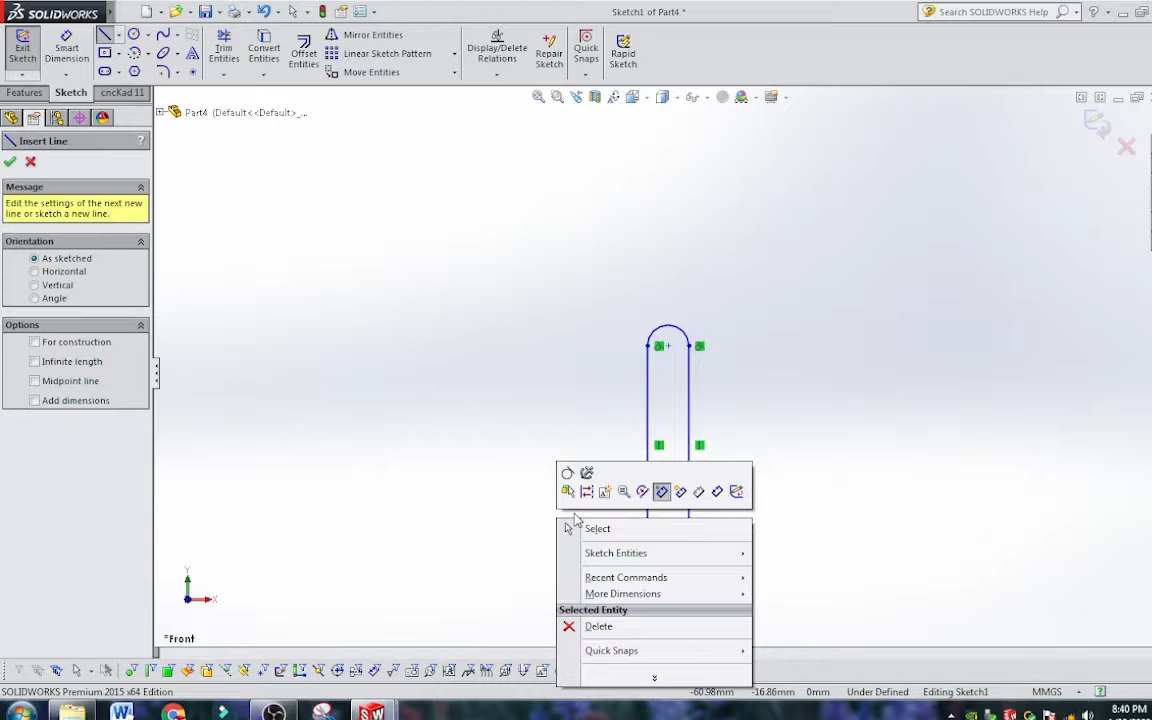 SOLIDWORKS
Sketch1 of Part4 *
Search SOLIDWORKS Help
Exit Sketch
Smart Dimension
Trim Entities
Convert Entities
Offset Entities
Mirror Entities
Linear Sketch Pattern
Move Entities
Display/Delete Relations
Repair Sketch
Quick Snaps
Rapid Sketch
Features
Sketch
cncKad 11
Part4 (Default<<Default>_...
Insert Line
?
Message
Edit the settings of the next new
line or sketch a new line.
Orientation
As sketched
Horizontal
Vertical
Angle
Options
For construction
Infinite length
Midpoint line
Add dimensions
Select
Sketch Entities
Recent Commands
More Dimensions
Selected Entity
Delete
Quick Snaps
Y
X
*Front
SOLIDWORKS Premium 2015 x64 Edition
-60.98mm
-16.86mm
0mm
Under Defined
Editing Sketch1
MMGS
8:40 PM